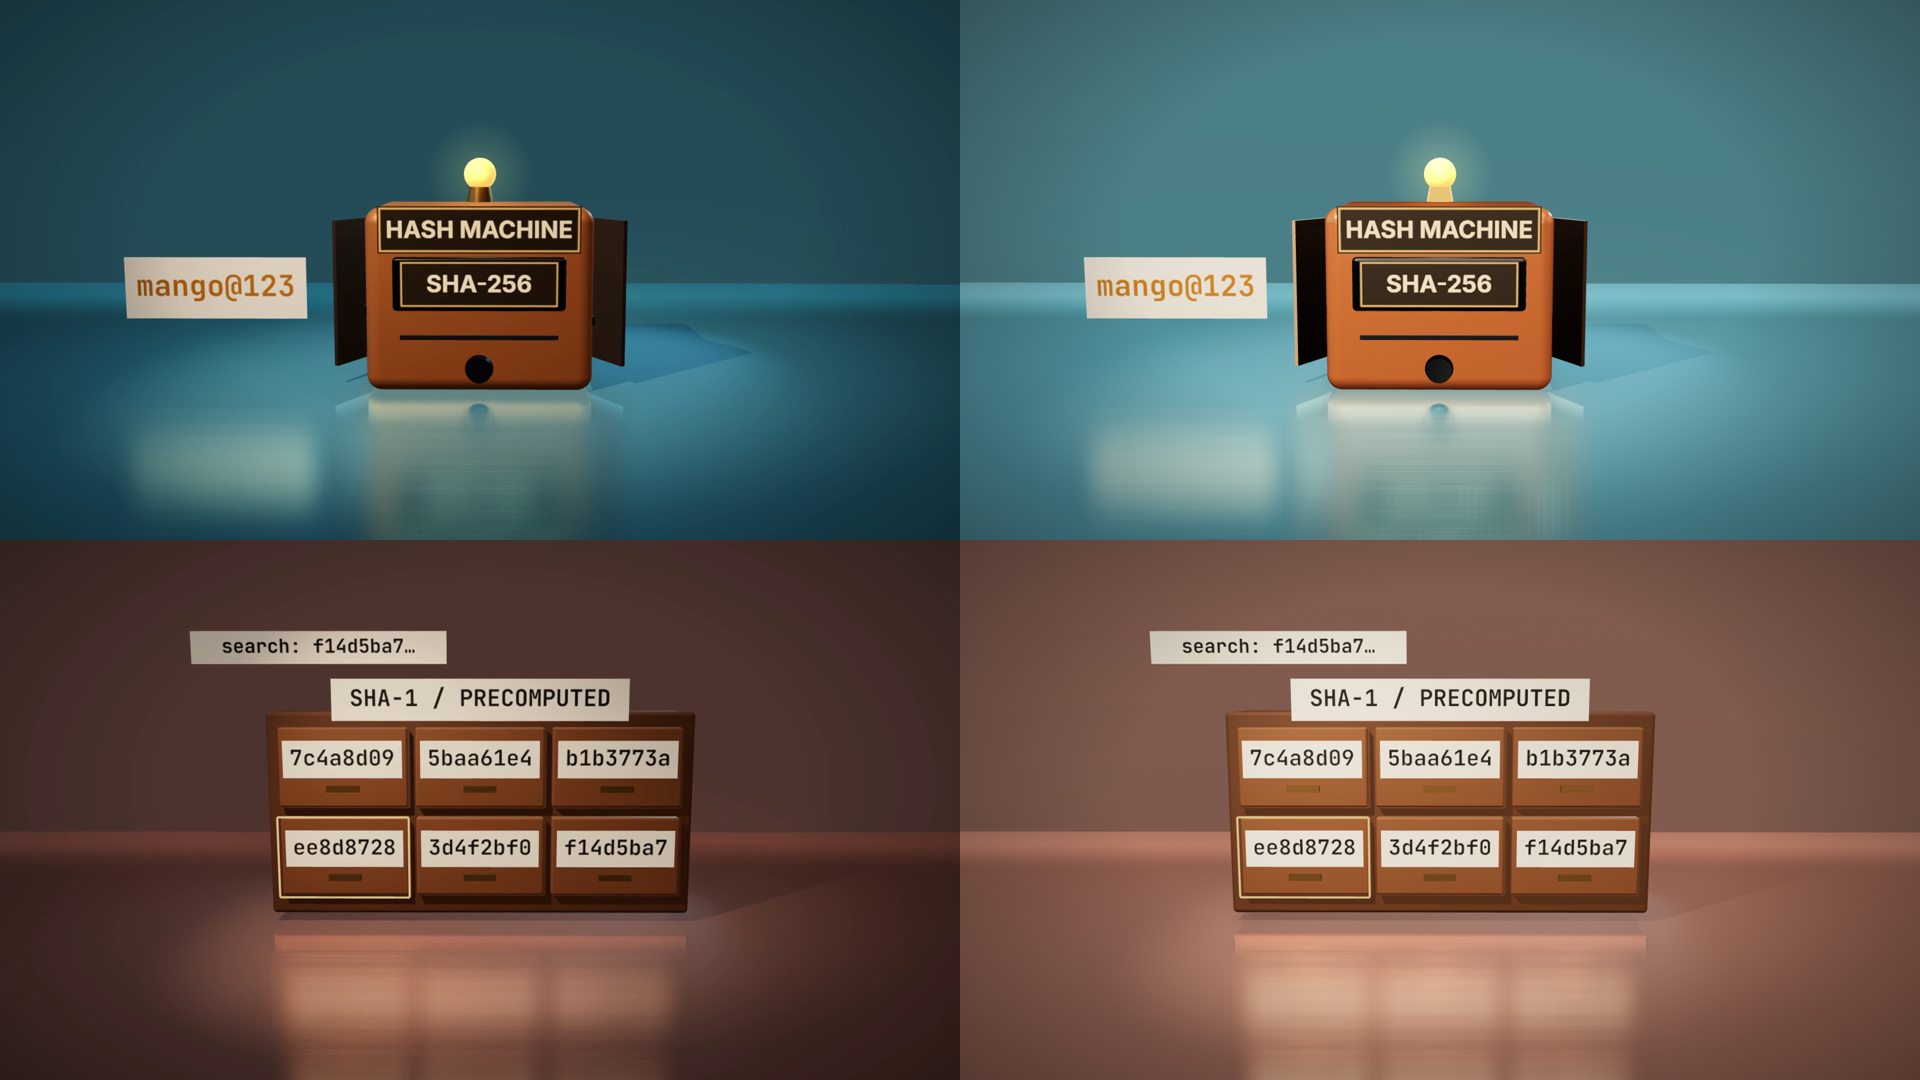 HASH MACHINE
SHA-256
mango@123
HASH MACHINE
SHA-256
mango@123
search: f14d5ba7…
SHA-1 / PRECOMPUTED
7c4a8d09 5baa61e4 b1b3773a
ee8d8728 3d4f2bf0 f14d5ba7
search: f14d5ba7…
SHA-1 / PRECOMPUTED
7c4a8d09 5baa61e4 b1b3773a
ee8d8728 3d4f2bf0 f14d5ba7